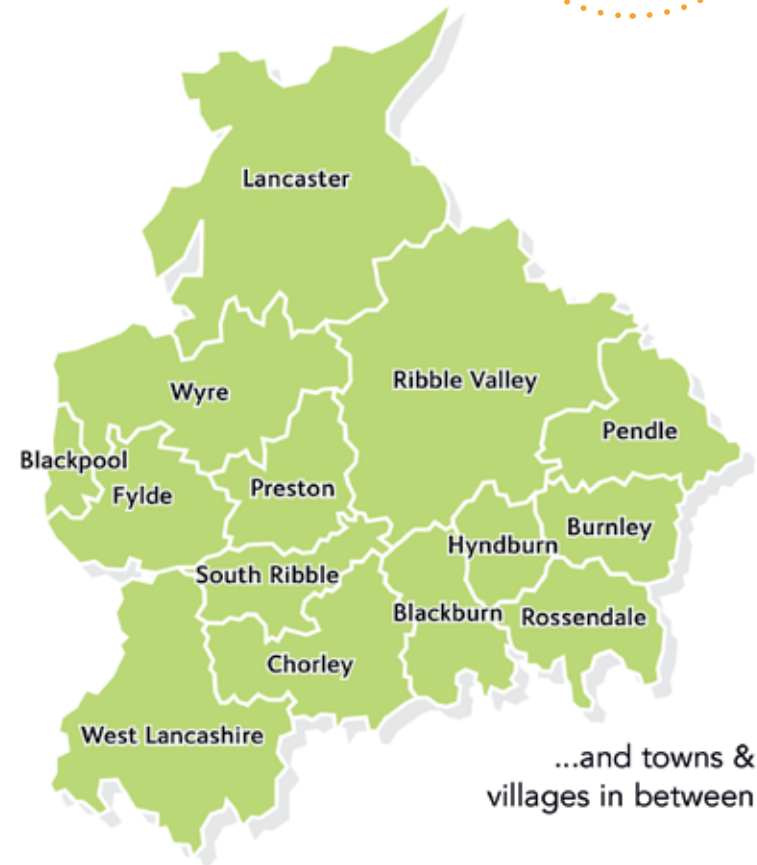 Lancaster
Ribble Valley
Wyre
Pendle
Blackpool
Preston
Fylde
Burnley
Hyndburn
South Ribble
Blackburn
Rossendale
Chorley
West Lancashire
...and towns &
villages in between